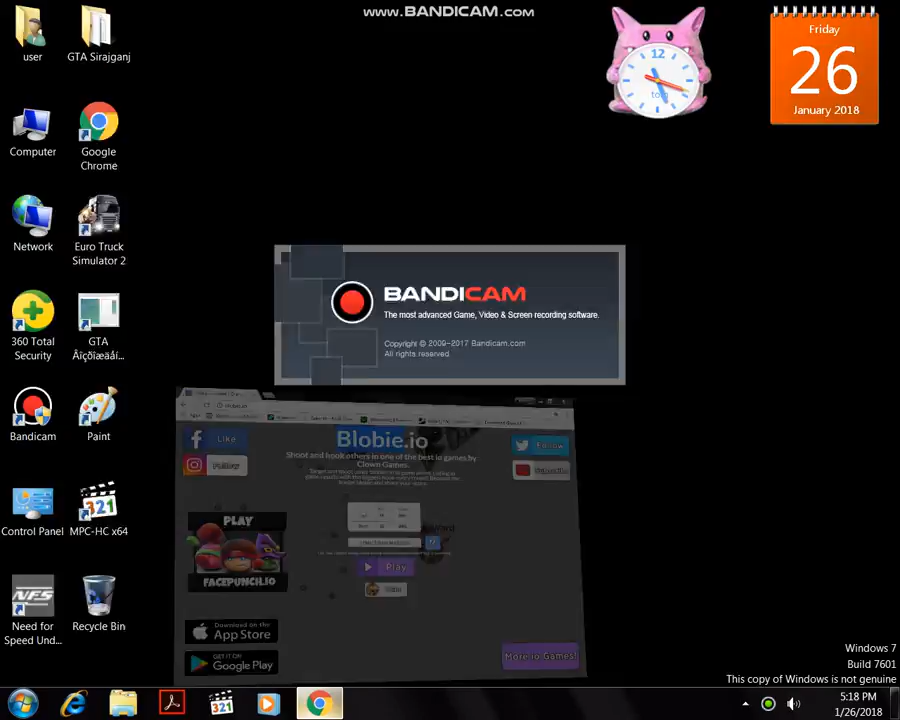 www.BANDICAM.com
user
GTA Sirajganj
12
Friday
26
January 2018
Computer
Google
Chrome
Network
Euro Truck
Simulator 2
BANDICAM
The most advanced Game, Video & Screen recording software.
Copyright © 2009-2017 Bandicam.com
All rights reserved.
360 Total
Security
GTA
Âîçðîæäåí...
Bandicam
Paint
Like
Blobie.io
Follow
Shoot and hook others in one of the best io games by
Clown Games.
Follow
PLAY
FACEPUNCH.IO
Play
Control Panel
321
MPC-HC x64
NFS
Need for
Speed Und...
Recycle Bin
Download on the
App Store
GET IT ON
Google Play
More io Games!
Windows 7
Build 7601
This copy of Windows is not genuine
321
5:18 PM
1/26/2018